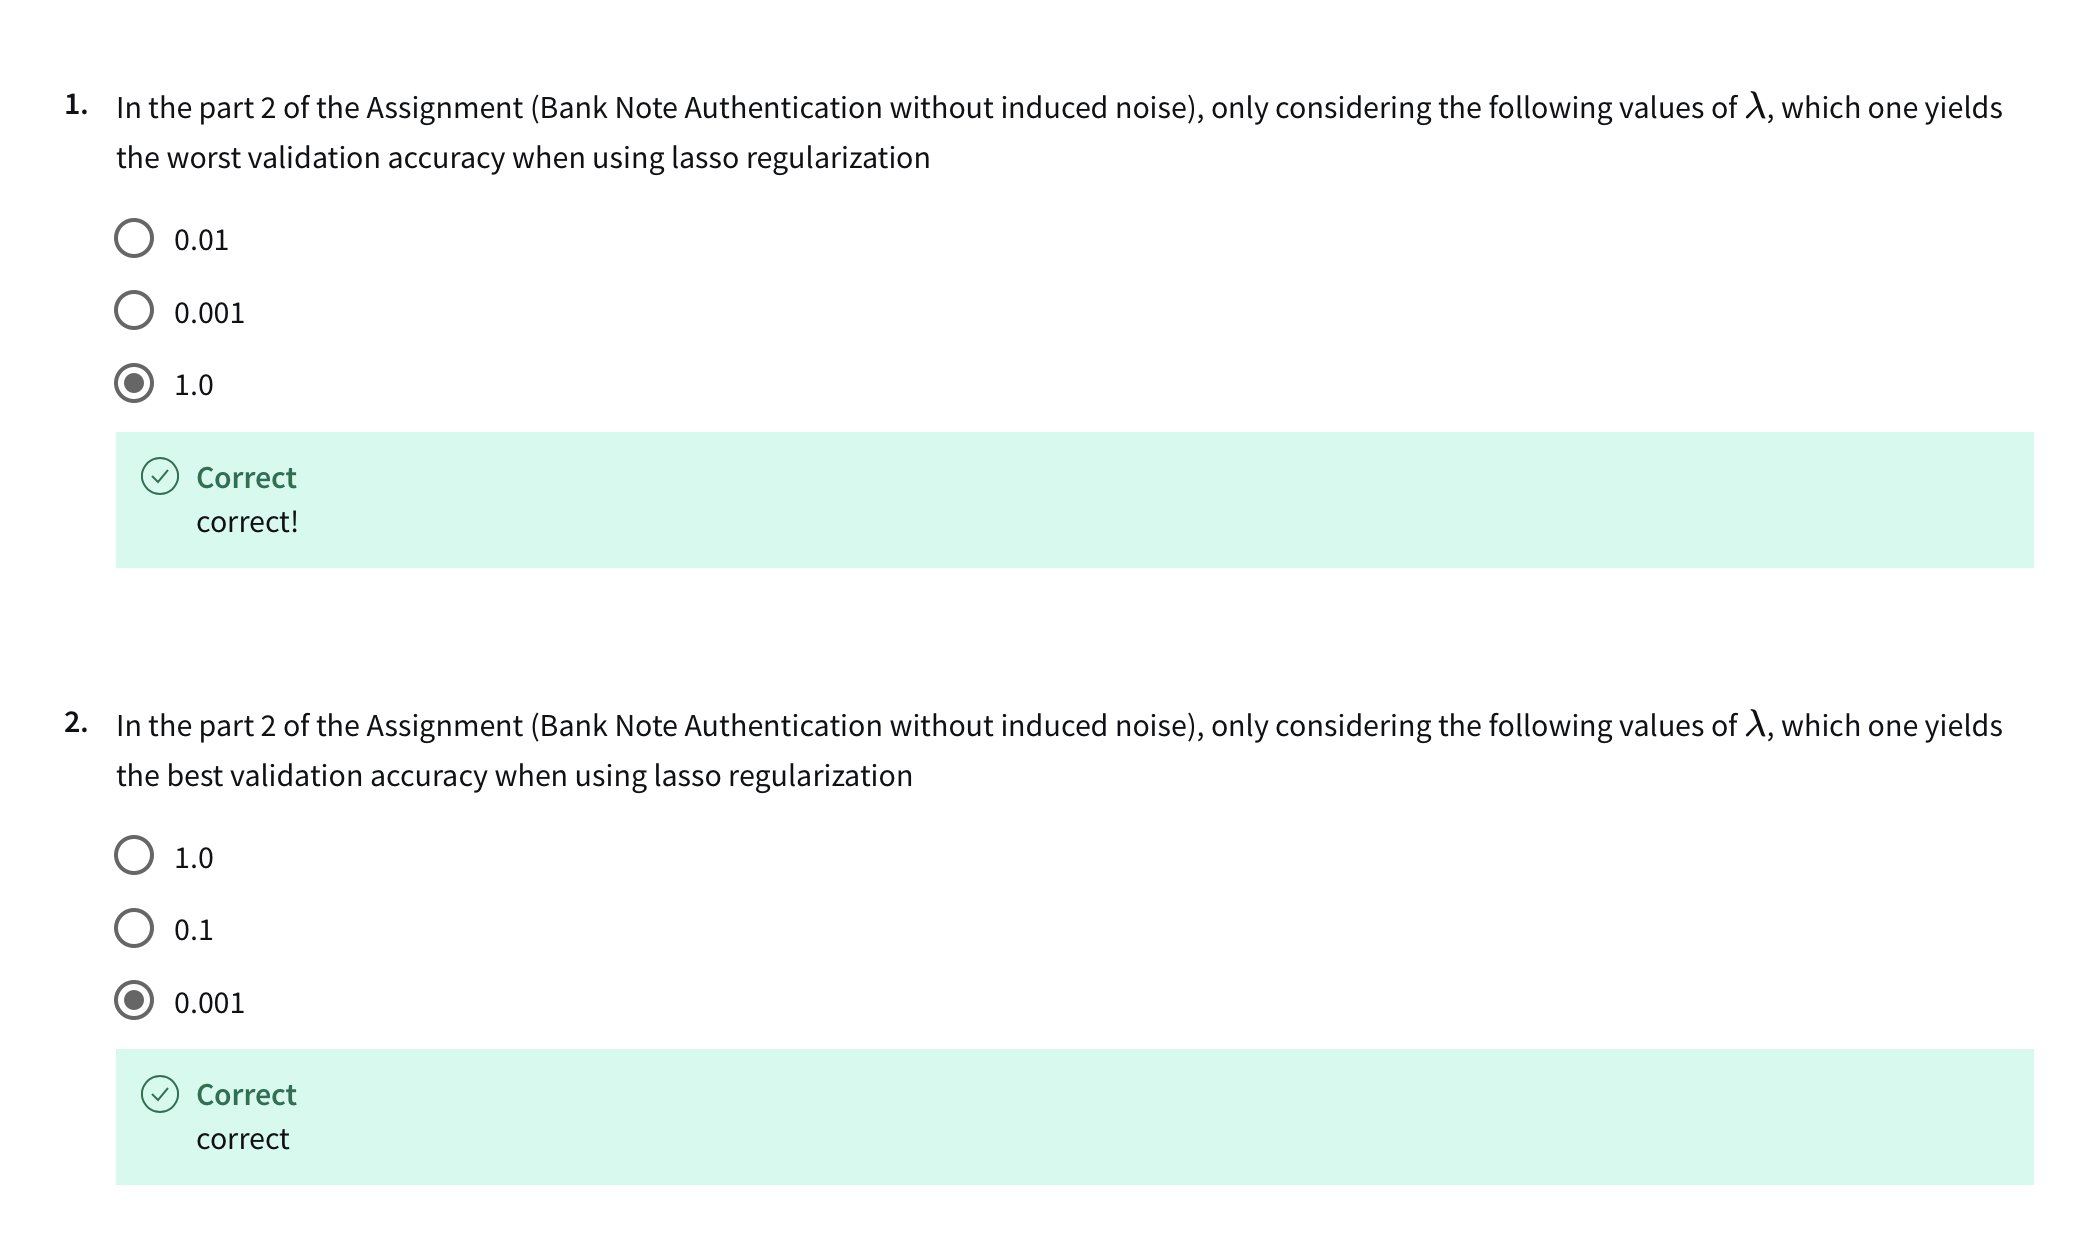 1. In the part 2 of the Assignment (Bank Note Authentication without induced noise), only considering the following values of λ, which one yields
the worst validation accuracy when using lasso regularization
0.01
0.001
1.0
Correct
correct!
2. In the part 2 of the Assignment (Bank Note Authentication without induced noise), only considering the following values of λ, which one yields
the best validation accuracy when using lasso regularization
1.0
0.1
0.001
Correct
correct